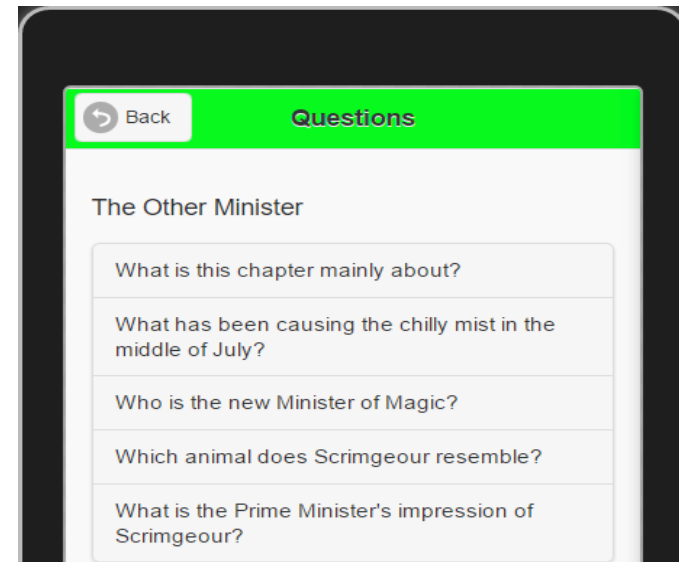 Back
Questions
The Other Minister
What is this chapter mainly about?
What has been causing the chilly mist in the
middle of July?
Who is the new Minister of Magic?
Which animal does Scrimgeour resemble?
What is the Prime Minister's impression of
Scrimgeour?